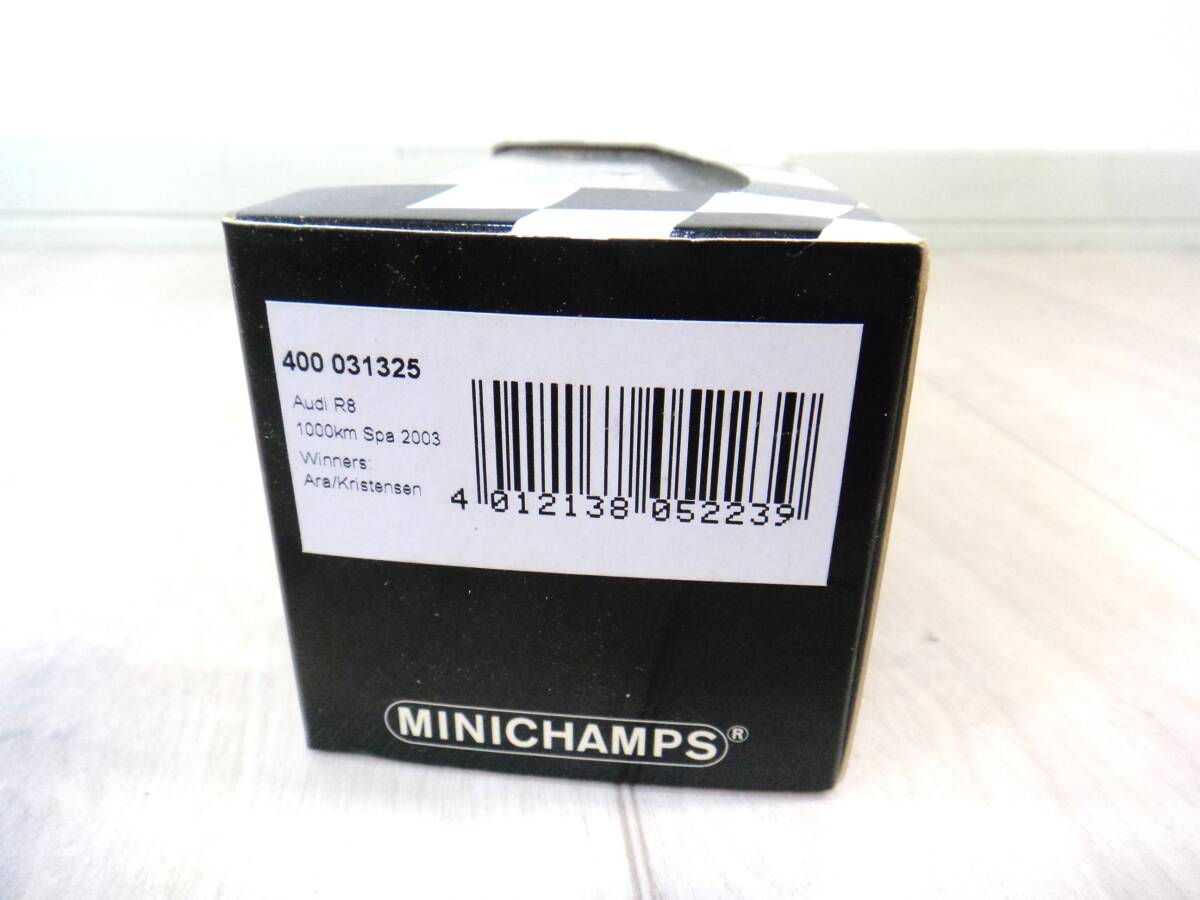 400 031325
Audi R8
1000km Spa 2003
Winners:
Ara/Kristensen
4 012138 052239
MINICHAMPS®